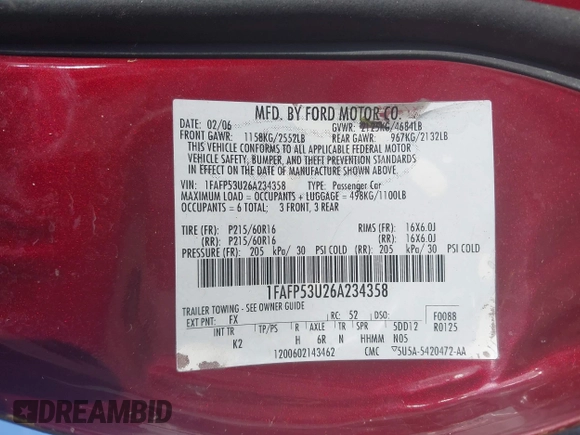 MFD. BY FORD MOTOR CO.
02/06 GVWR: 2125KG/4684LB
FRONT GAWR: 1158KG/2552LB REAR GAWR: 967KG/2132LB
THIS VEHICLE CONFORMS TO ALL APPLICABLE FEDERAL MOTOR
VEHICLE SAFETY, BUMPER, AND THEFT PREVENTION STANDARDS
IN EFFECT ON THE DATE OF MANUFACTURE SHOWN ABOVE.
VIN: 1FAFP53U26A234358 TYPE: Passenger Car
MAXIMUM LOAD = OCCUPANTS + LUGGAGE = 498KG/1100LB
OCCUPANTS = 6 TOTAL; 3 FRONT, 3 REAR
TIRE (FR): P215/60R16 RIMS (FR): 16X6.0J
(RR): P215/60R16 (RR): 16X6.0J
PRESSURE (FR): 205 kPa/ 30 PSI COLD (RR): 205 kPa/ 30 PSI COLD
1FAFP53U26A234358
TRAILER TOWING - SEE OWNER GUIDE
EXT PNT: FX RC: 52 DSO: F0088
INT TR TP/PS R AXLE TR SPR 5DD12 R0125
K2 H 6R N HHMM N05
1200602143462 CMC 5U5A-5420472-AA
DREAMBID